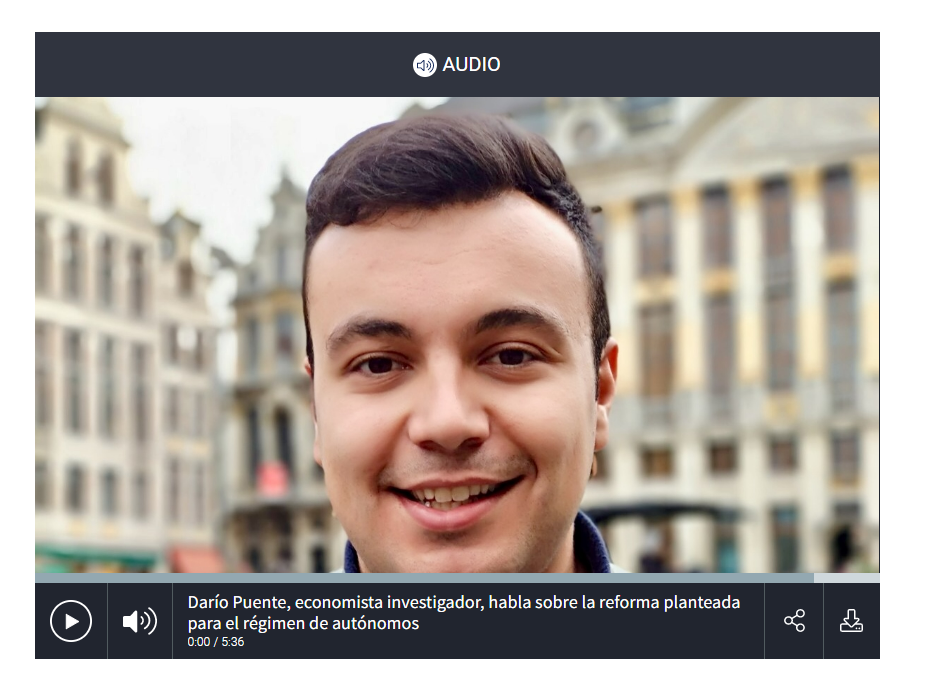 AUDIO
Darío Puente, economista investigador, habla sobre la reforma planteada
para el régimen de autónomos
0:00 / 5:36